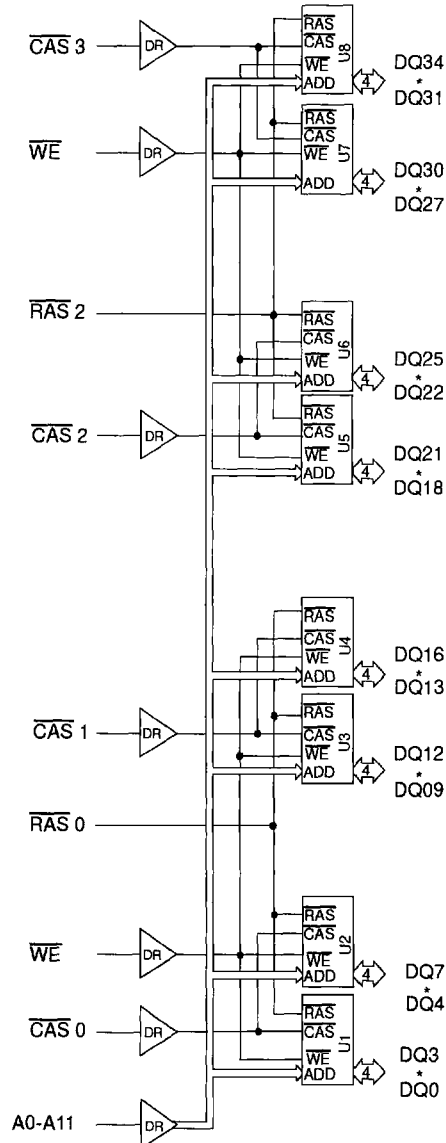 RAS
CAS 3 DR CAS U8 DQ34
WE 4 *
ADD DQ31
RAS
CAS U7
WE DR WE DQ30
ADD 4 *
DQ27
RAS 2 RAS
CAS U6
WE DQ25
ADD 4 *
DQ22
RAS
CAS 2 DR CAS U5 DQ21
WE 4 *
ADD DQ18
RAS
CAS U4
WE DQ16
ADD 4 *
DQ13
RAS
CAS 1 DR CAS U3 DQ12
WE 4 *
ADD DQ09
RAS 0
RAS
CAS U2
WE DR WE DQ7
ADD 4 *
DQ4
RAS
CAS 0 DR CAS U1
WE DQ3
ADD 4 *
DQ0
A0-A11 DR